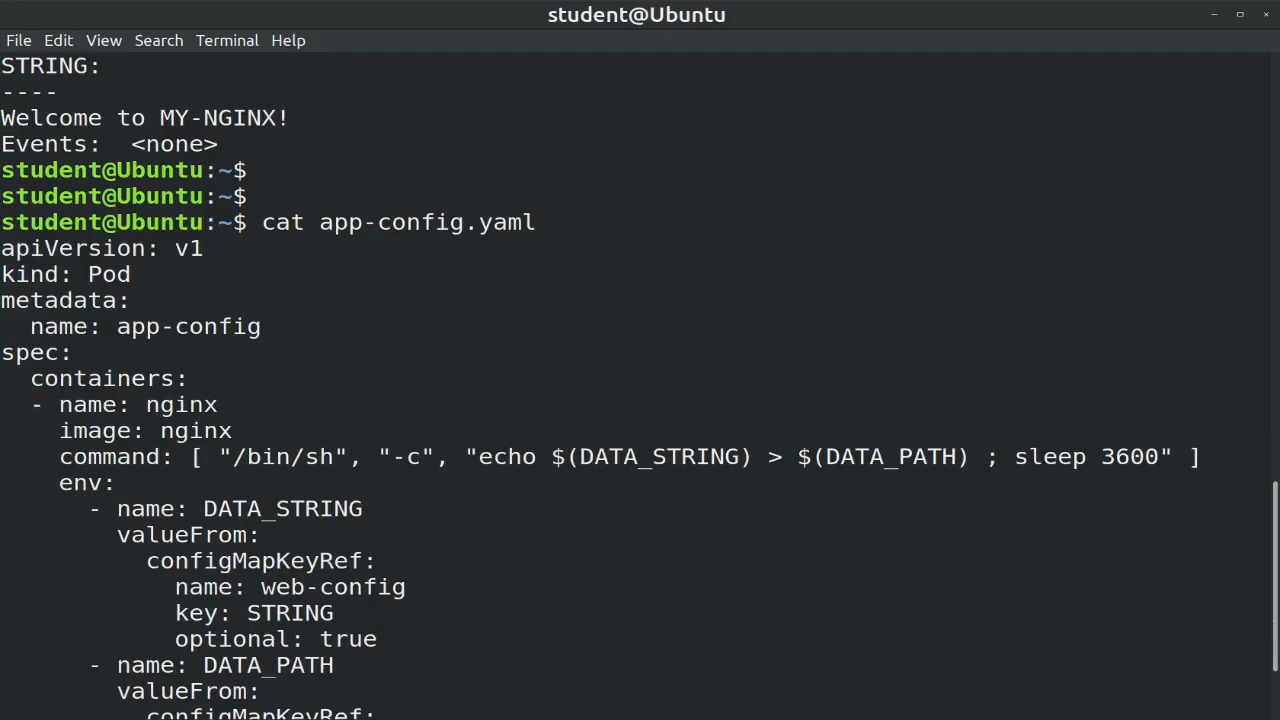 student@Ubuntu
File Edit View Search Terminal Help
STRING:
----
Welcome to MY-NGINX!
Events:  <none>
student@Ubuntu:~$
student@Ubuntu:~$
student@Ubuntu:~$ cat app-config.yaml
apiVersion: v1
kind: Pod
metadata:
  name: app-config
spec:
  containers:
  - name: nginx
    image: nginx
    command: [ "/bin/sh", "-c", "echo $(DATA_STRING) > $(DATA_PATH) ; sleep 3600" ]
    env:
      - name: DATA_STRING
        valueFrom:
          configMapKeyRef:
            name: web-config
            key: STRING
            optional: true
      - name: DATA_PATH
        valueFrom:
          configMapKeyRef: